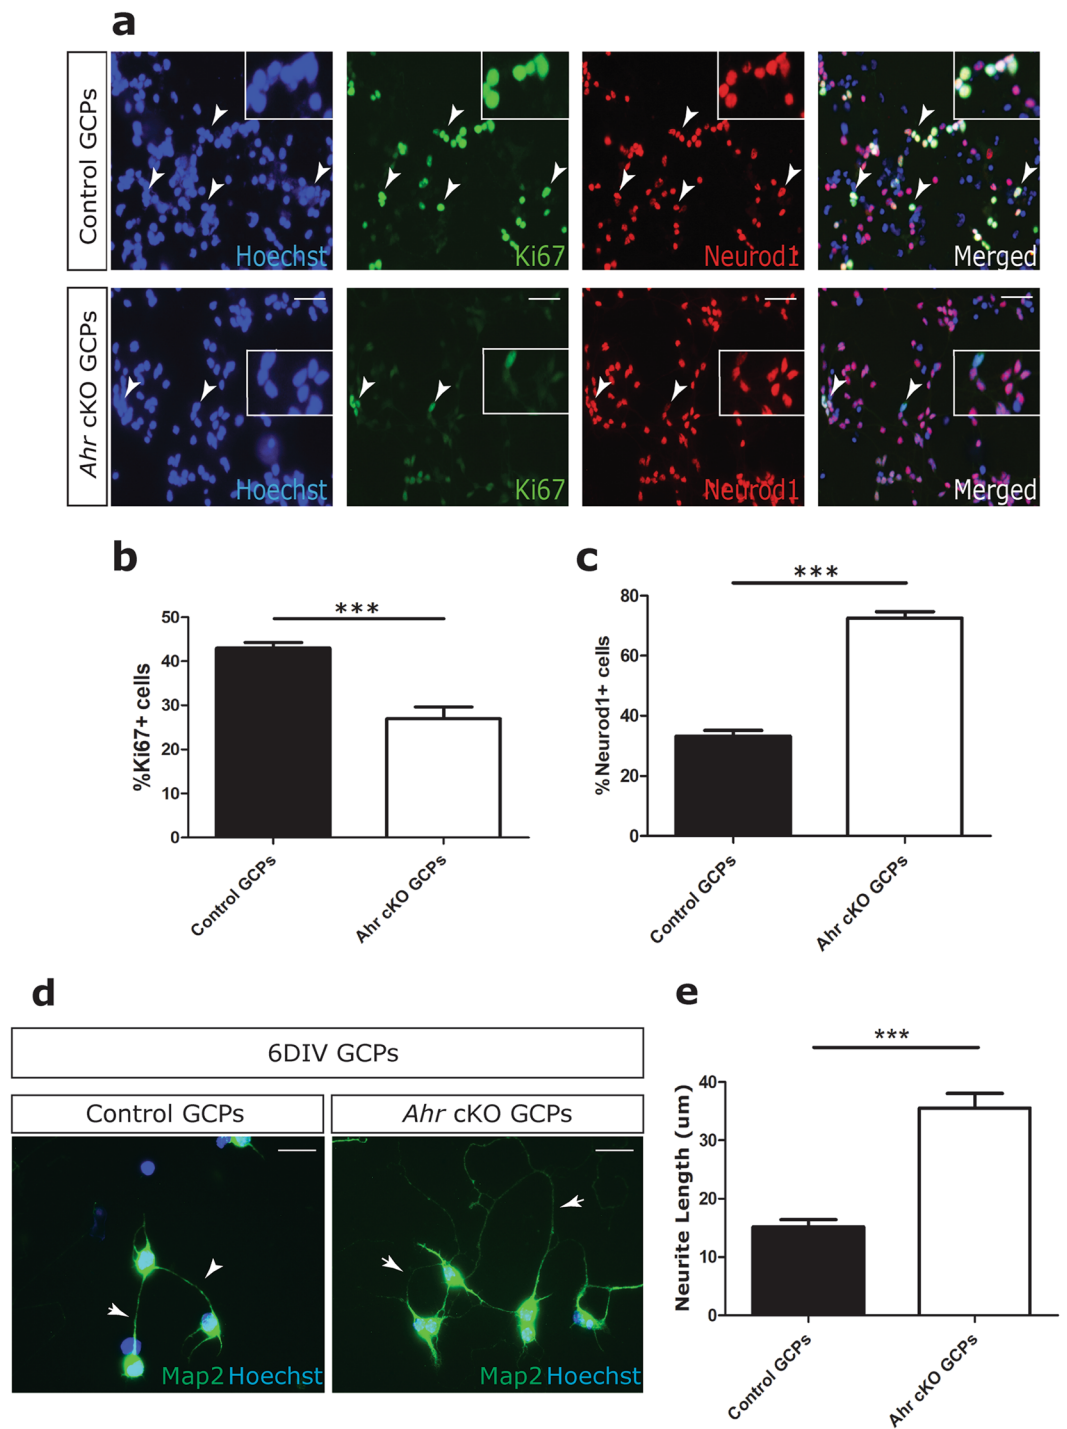 a
Control GCPs
Hoechst
Ki67
Neurod1
Merged
Ahr cKO GCPs
Hoechst
Ki67
Neurod1
Merged
b
***
%Ki67+ cells
50
40
30
20
10
0
Control GCPs
Ahr cKO GCPs
c
***
%Neurod1+ cells
80
60
40
20
0
Control GCPs
Ahr cKO GCPs
d
6DIV GCPs
Control GCPs
Ahr cKO GCPs
Map2 Hoechst
Map2 Hoechst
e
***
Neurite Length (um)
40
30
20
10
0
Control GCPs
Ahr cKO GCPs